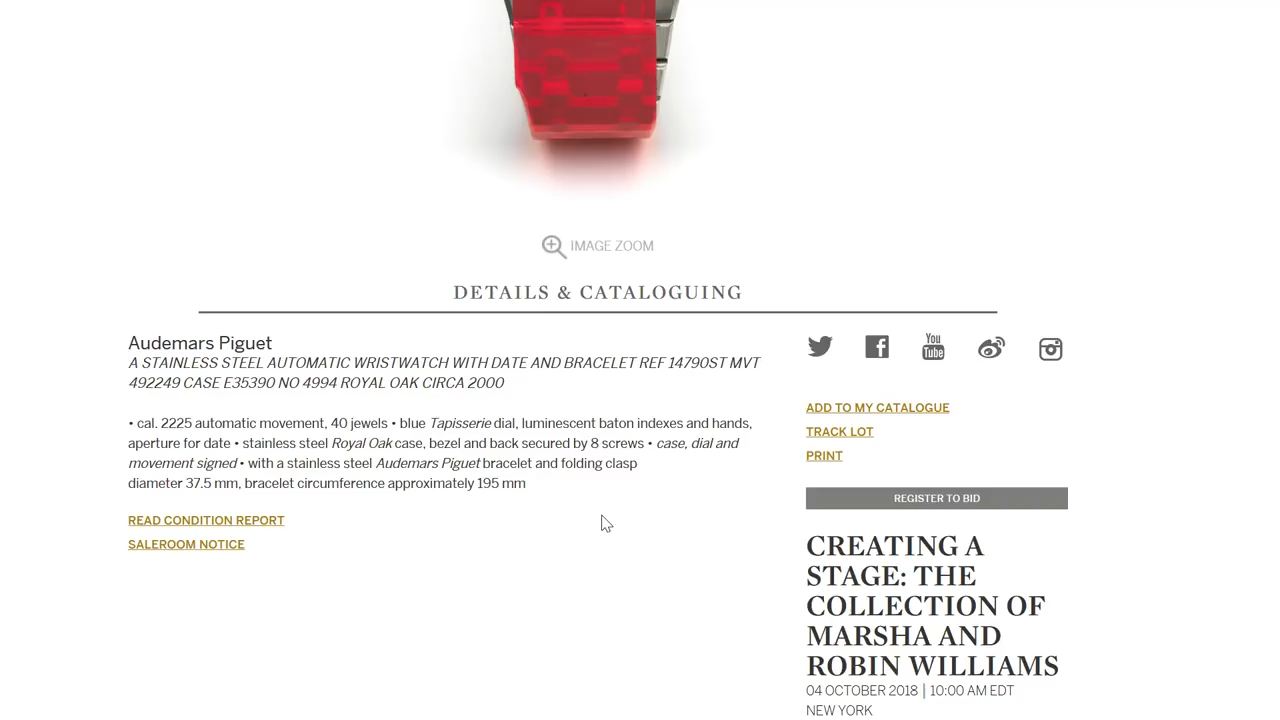 IMAGE ZOOM
DETAILS & CATALOGUING
Audemars Piguet
A STAINLESS STEEL AUTOMATIC WRISTWATCH WITH DATE AND BRACELET REF 14790ST MVT
492249 CASE E35390 NO 4994 ROYAL OAK CIRCA 2000
• cal. 2225 automatic movement, 40 jewels • blue Tapisserie dial, luminescent baton indexes and hands,
aperture for date • stainless steel Royal Oak case, bezel and back secured by 8 screws • case, dial and
movement signed • with a stainless steel Audemars Piguet bracelet and folding clasp
diameter 37.5 mm, bracelet circumference approximately 195 mm
READ CONDITION REPORT
SALEROOM NOTICE
You
Tube
ADD TO MY CATALOGUE
TRACK LOT
PRINT
REGISTER TO BID
CREATING A
STAGE: THE
COLLECTION OF
MARSHA AND
ROBIN WILLIAMS
04 OCTOBER 2018 | 10:00 AM EDT
NEW YORK